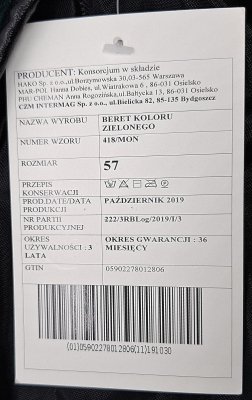 PRODUCENT: Konsorcjum w składzie
HAKO Sp. z o.o.,ul.Borzymowska 30,03-565 Warszawa
MAR-POL Hanna Dobies, ul.Wiatrakowa 6 , 86-031 Osielsko
PHU CHEMAN Anna Rogozińska,ul.Bałtycka 13, 86-031 Osielsko
CZM INTERMAG Sp. z o.o., ul.Bielicka 82, 85-135 Bydgoszcz
NAZWA WYROBU BERET KOLORU ZIELONEGO
NUMER WZORU 418/MON
ROZMIAR 57
PRZEPIS KONSERWACJI
PROD.DATE/DATA PRODUKCJI PAŹDZIERNIK 2019
NR PARTII PRODUKCYJNEJ 222/3RBLog/2019/I/3
OKRES UŻYWALNOŚCI : 3 LATA OKRES GWARANCJI : 36 MIESIĘCY
GTIN 05902278012806
(01)05902278012806(11)191030